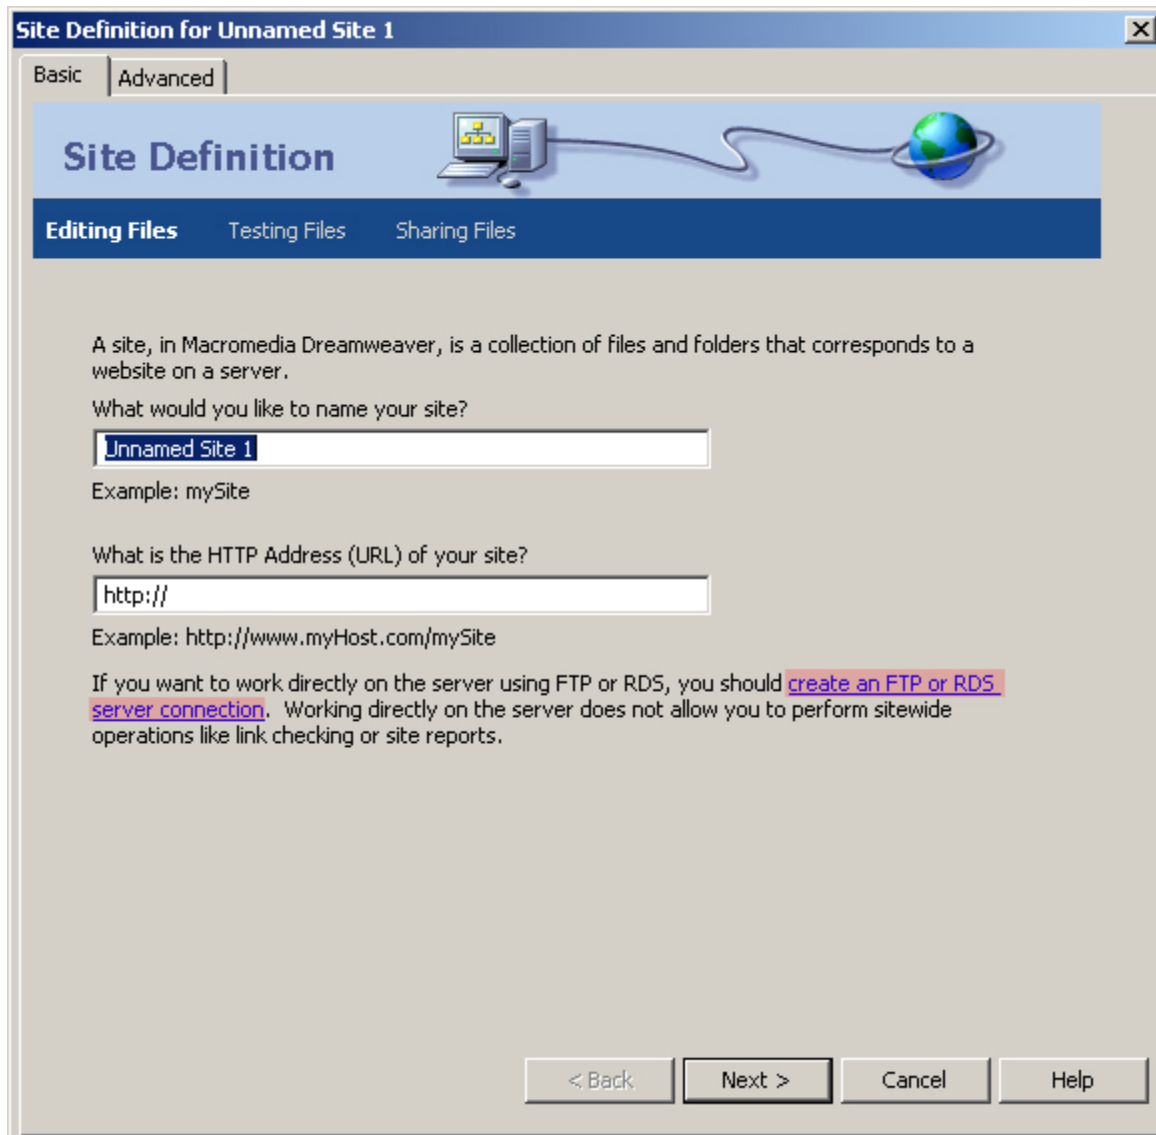 Site Definition for Unnamed Site 1
Basic
Advanced
Site Definition
Editing Files
Testing Files
Sharing Files
A site, in Macromedia Dreamweaver, is a collection of files and folders that corresponds to a
website on a server.
What would you like to name your site?
Unnamed Site 1
Example: mySite
What is the HTTP Address (URL) of your site?
http://
Example: http://www.myHost.com/mySite
If you want to work directly on the server using FTP or RDS, you should create an FTP or RDS
server connection.  Working directly on the server does not allow you to perform sitewide
operations like link checking or site reports.
< Back
Next >
Cancel
Help